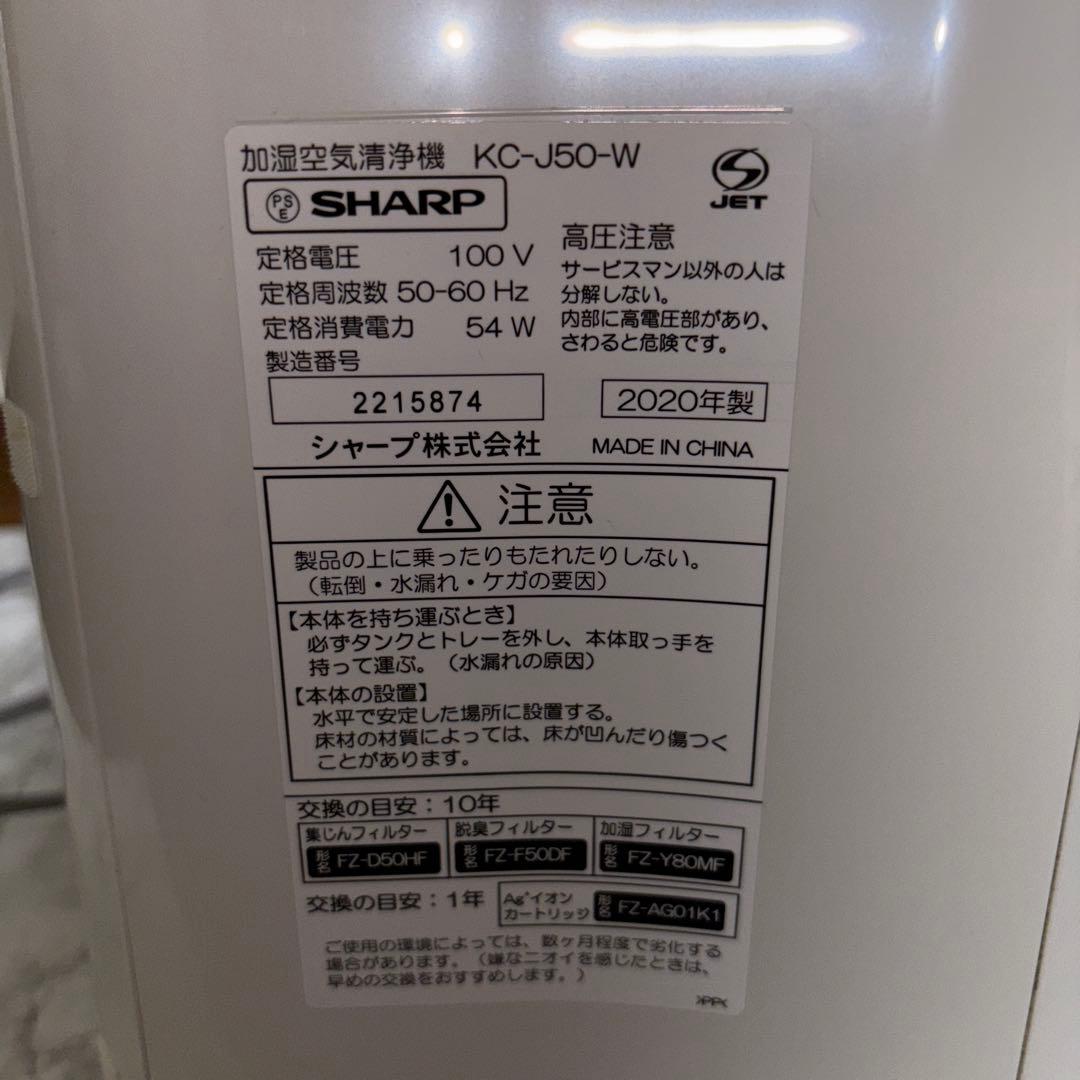 加湿空気清浄機 KC-J50-W
PS E SHARP
JET
定格電圧 100 V
定格周波数 50-60 Hz
定格消費電力 54 W
製造番号
2215874
シャープ株式会社
高圧注意
サービスマン以外の人は
分解しない。
内部に高電圧部があり、
さわると危険です。
2020年製
MADE IN CHINA
注意
製品の上に乗ったりもたれたりしない。
（転倒・水漏れ・ケガの要因）
【本体を持ち運ぶとき】
必ずタンクとトレーを外し、本体取っ手を
持って運ぶ。（水漏れの原因）
【本体の設置】
水平で安定した場所に設置する。
床材の材質によっては、床が凹んだり傷つく
ことがあります。
交換の目安：10年
集じんフィルター
形名 FZ-D50HF
脱臭フィルター
形名 FZ-F50DF
加湿フィルター
形名 FZ-Y80MF
交換の目安：1年
Ag⁺イオン
カートリッジ
形名 FZ-AG01K1
ご使用の環境によっては、数ヶ月程度で劣化する
場合があります。（嫌なニオイを感じたときは、
早めの交換をおすすめします。）
>PP<